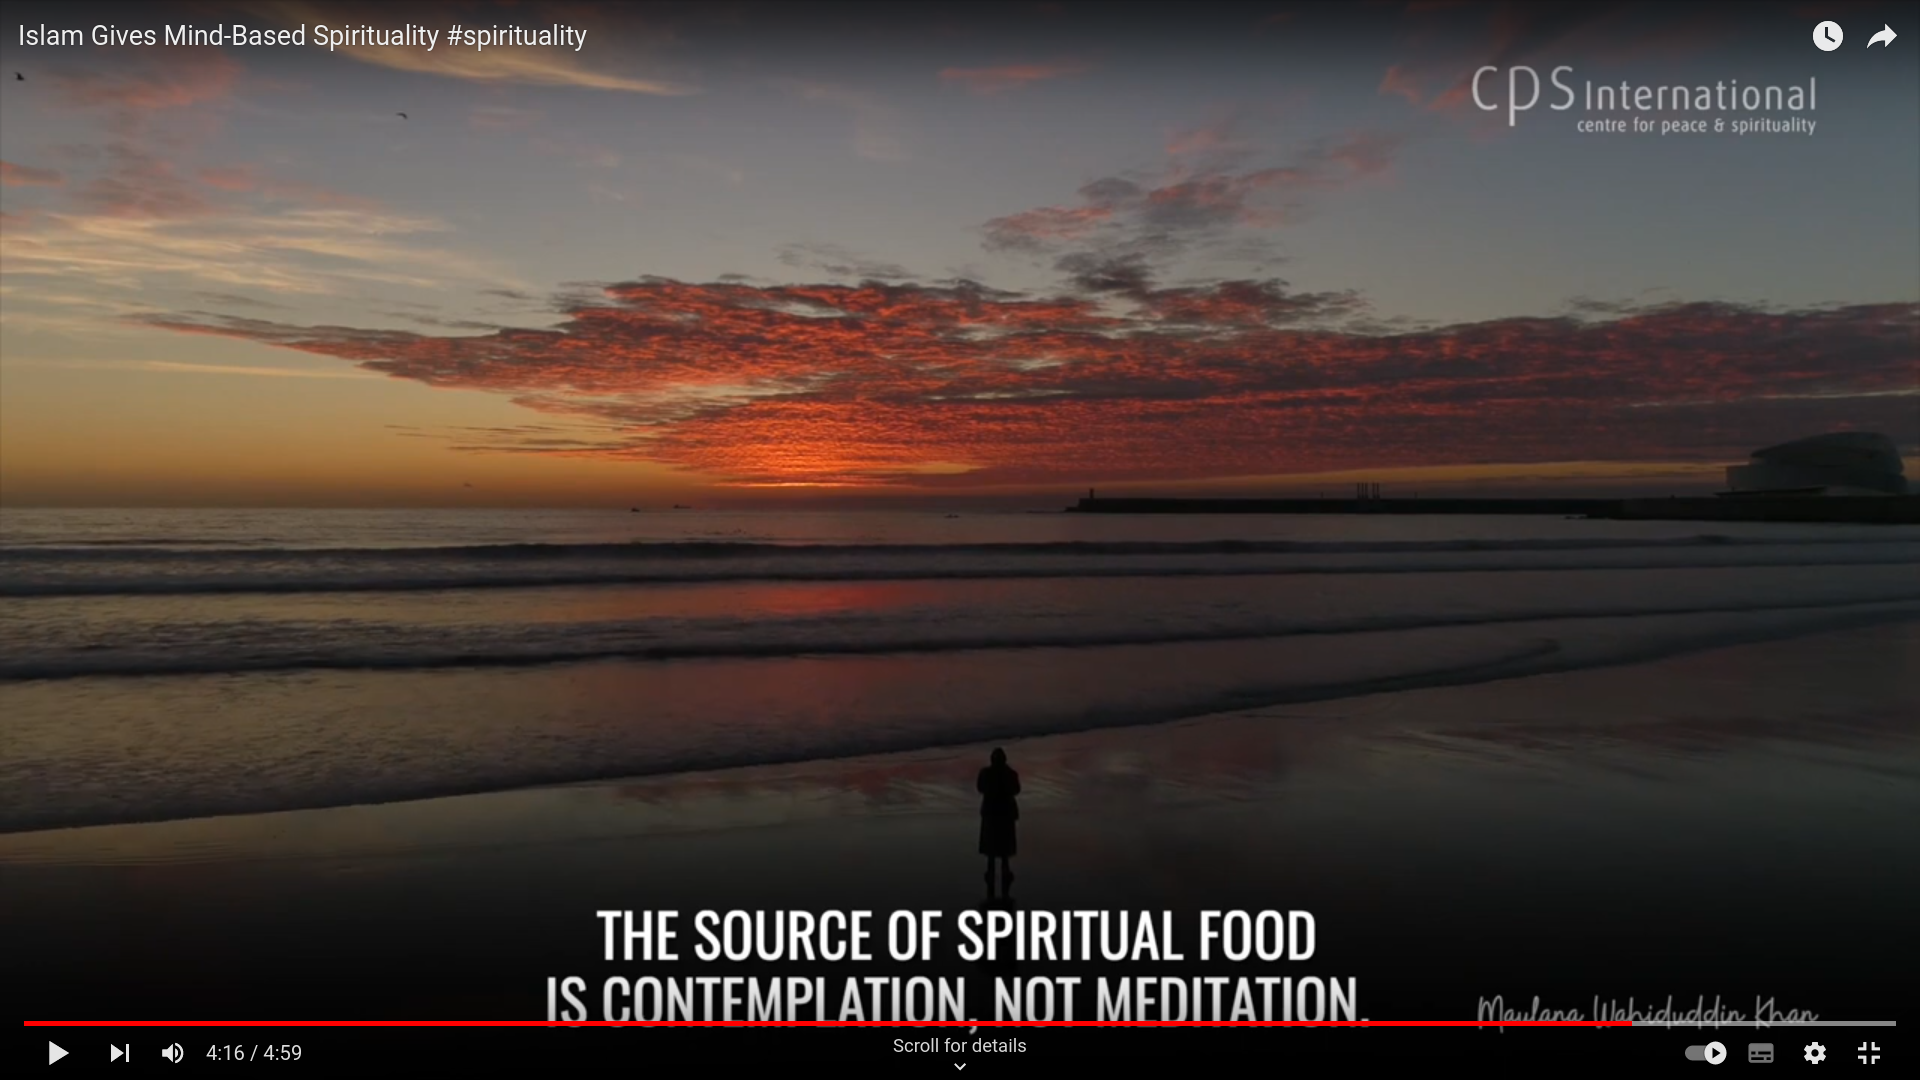 Islam Gives Mind-Based Spirituality #spirituality
CPS International
centre for peace & spirituality
THE SOURCE OF SPIRITUAL FOOD
IS CONTEMPLATION, NOT MEDITATION.
Maulana Wahiduddin Khan
4:16 / 4:59
Scroll for details